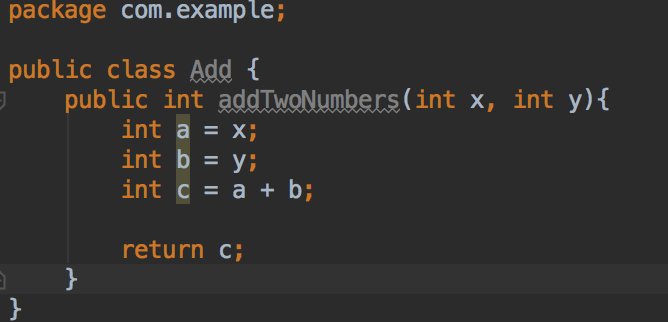 package com.example;
public class Add {
public int addTwoNumbers(int x, int y){
int a = x;
int b = y;
int c = a + b;
return c;
}
}